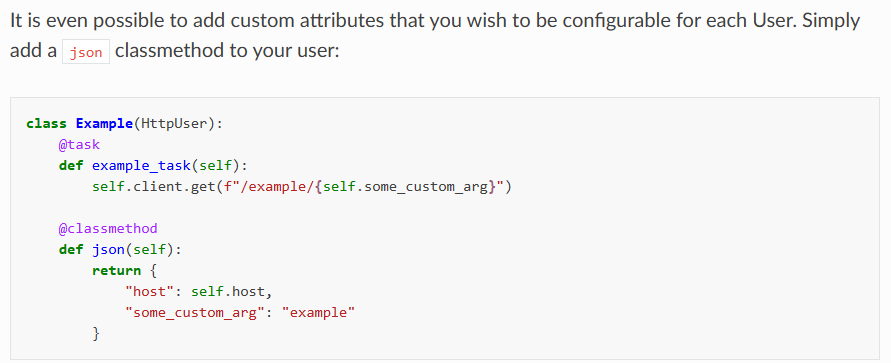 It is even possible to add custom attributes that you wish to be configurable for each User. Simply
add a json classmethod to your user:
class Example(HttpUser):
    @task
    def example_task(self):
        self.client.get(f"/example/{self.some_custom_arg}")
    @classmethod
    def json(self):
        return {
            "host": self.host,
            "some_custom_arg": "example"
        }